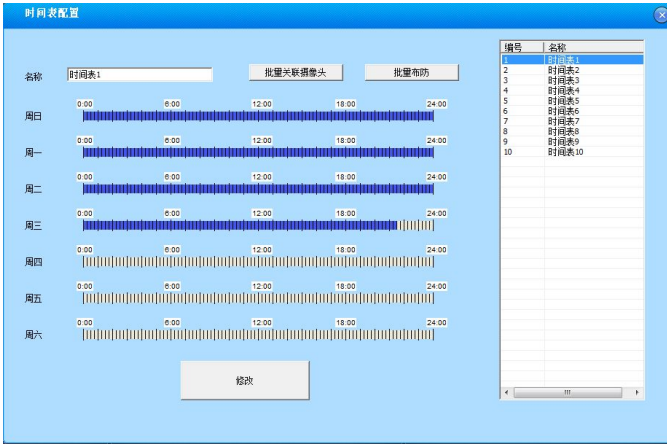 时间表配置
编号 名称
1 时间表1
2 时间表2
3 时间表3
4 时间表4
5 时间表5
6 时间表6
7 时间表7
8 时间表8
9 时间表9
10 时间表10
名称 时间表1 批量关联摄像头 批量布防
0:00 6:00 12:00 18:00 24:00
周日
0:00 6:00 12:00 18:00 24:00
周一
0:00 6:00 12:00 18:00 24:00
周二
0:00 6:00 12:00 18:00 24:00
周三
0:00 6:00 12:00 18:00 24:00
周四
0:00 6:00 12:00 18:00 24:00
周五
0:00 6:00 12:00 18:00 24:00
周六
修改